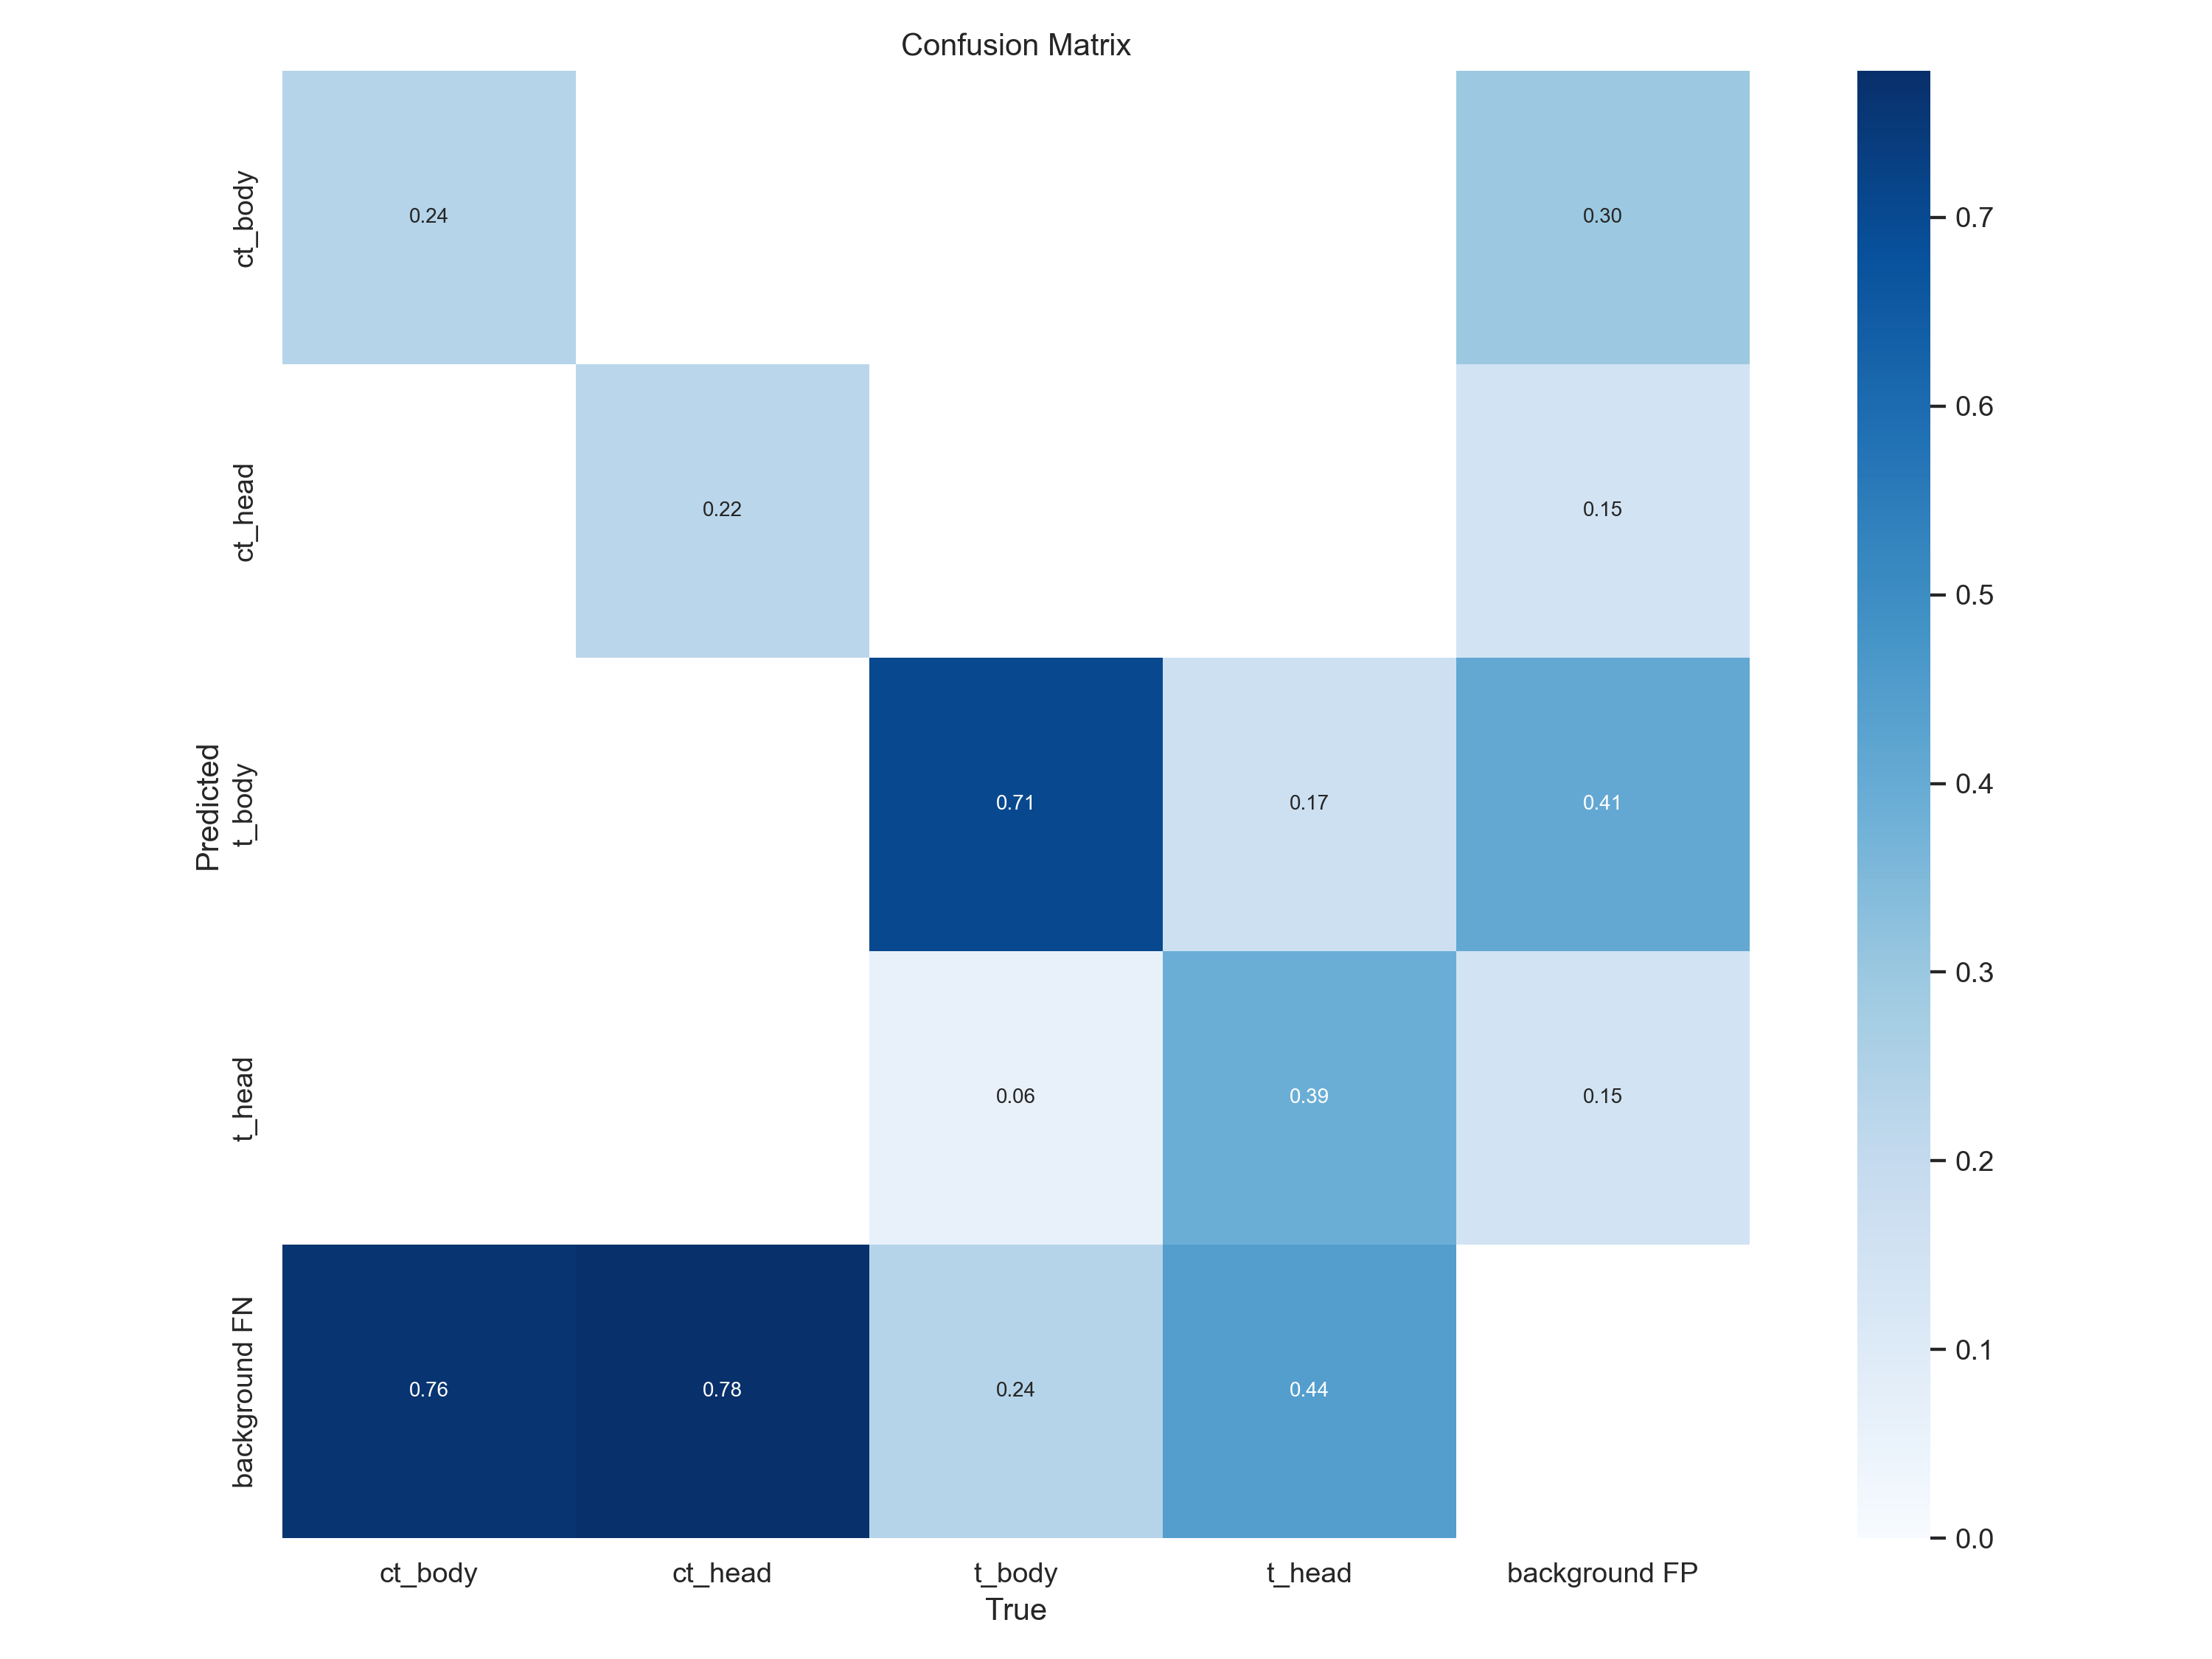 Confusion Matrix
ct_body
0.24
0.30
ct_head
0.22
0.15
Predicted
t_body
0.71
0.17
0.41
t_head
0.06
0.39
0.15
background FN
0.76
0.78
0.24
0.44
ct_body
ct_head
t_body
t_head
background FP
True
0.7
0.6
0.5
0.4
0.3
0.2
0.1
0.0